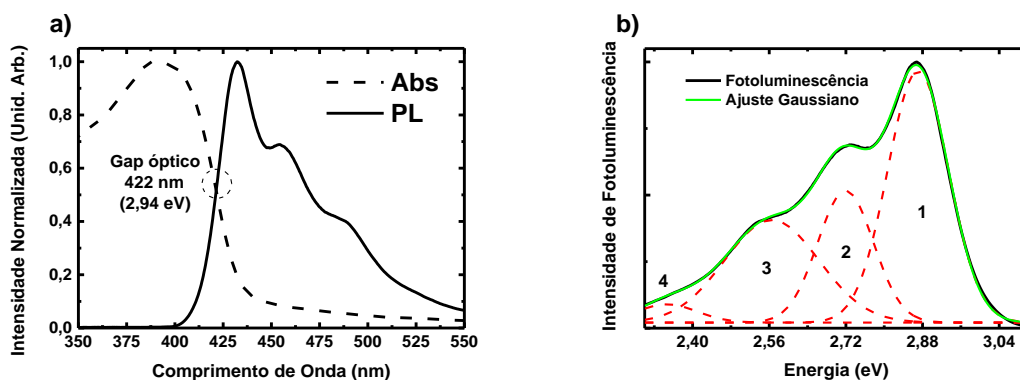 a)
Intensidade Normalizada (Unid. Arb.)
1,0
0,8
0,6
0,4
0,2
0,0
Abs
PL
Gap óptico
422 nm
(2,94 eV)
350 375 400 425 450 475 500 525 550
Comprimento de Onda (nm)
b)
Intensidade de Fotoluminescência
Fotoluminescência
Ajuste Gaussiano
1
2
3
4
2,40 2,56 2,72 2,88 3,04
Energia (eV)